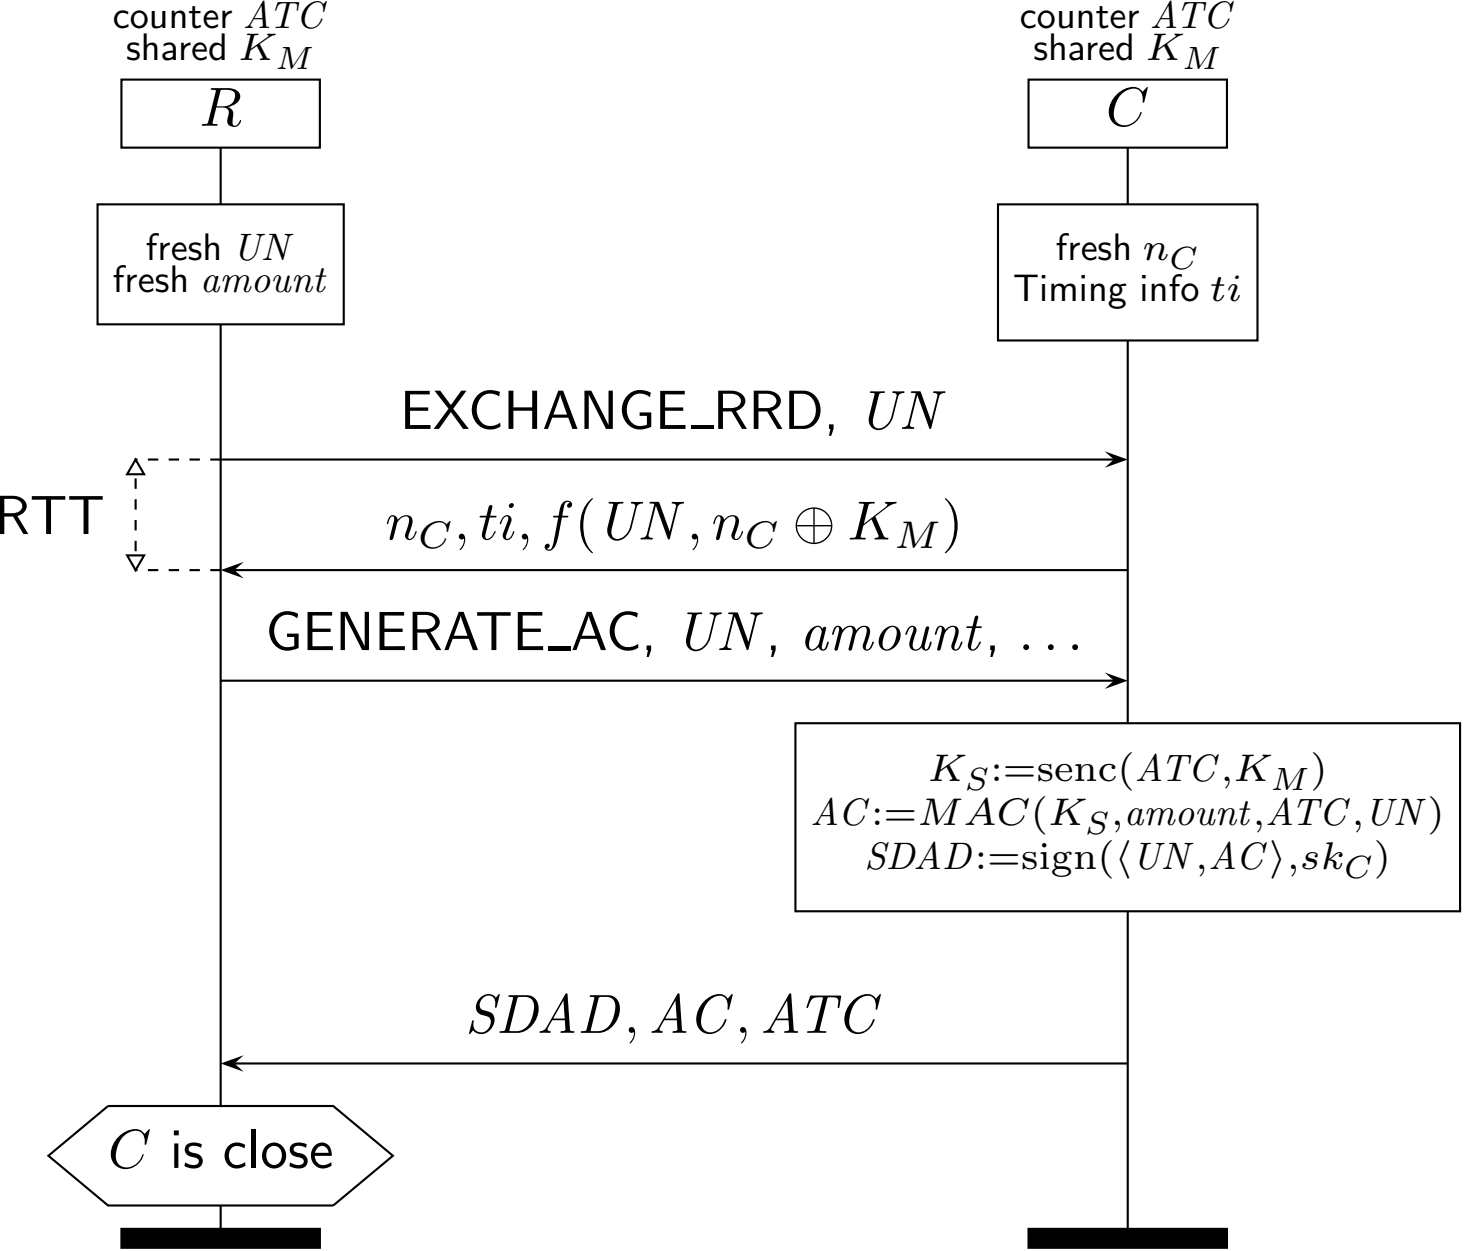 counter ATC
shared K_M
R
counter ATC
shared K_M
C
fresh UN
fresh amount
fresh n_C
Timing info ti
EXCHANGE_RRD, UN
RTT
n_C, ti, f(UN, n_C ⊕ K_M)
GENERATE_AC, UN, amount, ...
K_S:=senc(ATC,K_M)
AC:=MAC(K_S,amount,ATC,UN)
SDAD:=sign(⟨UN,AC⟩,sk_C)
SDAD, AC, ATC
C is close